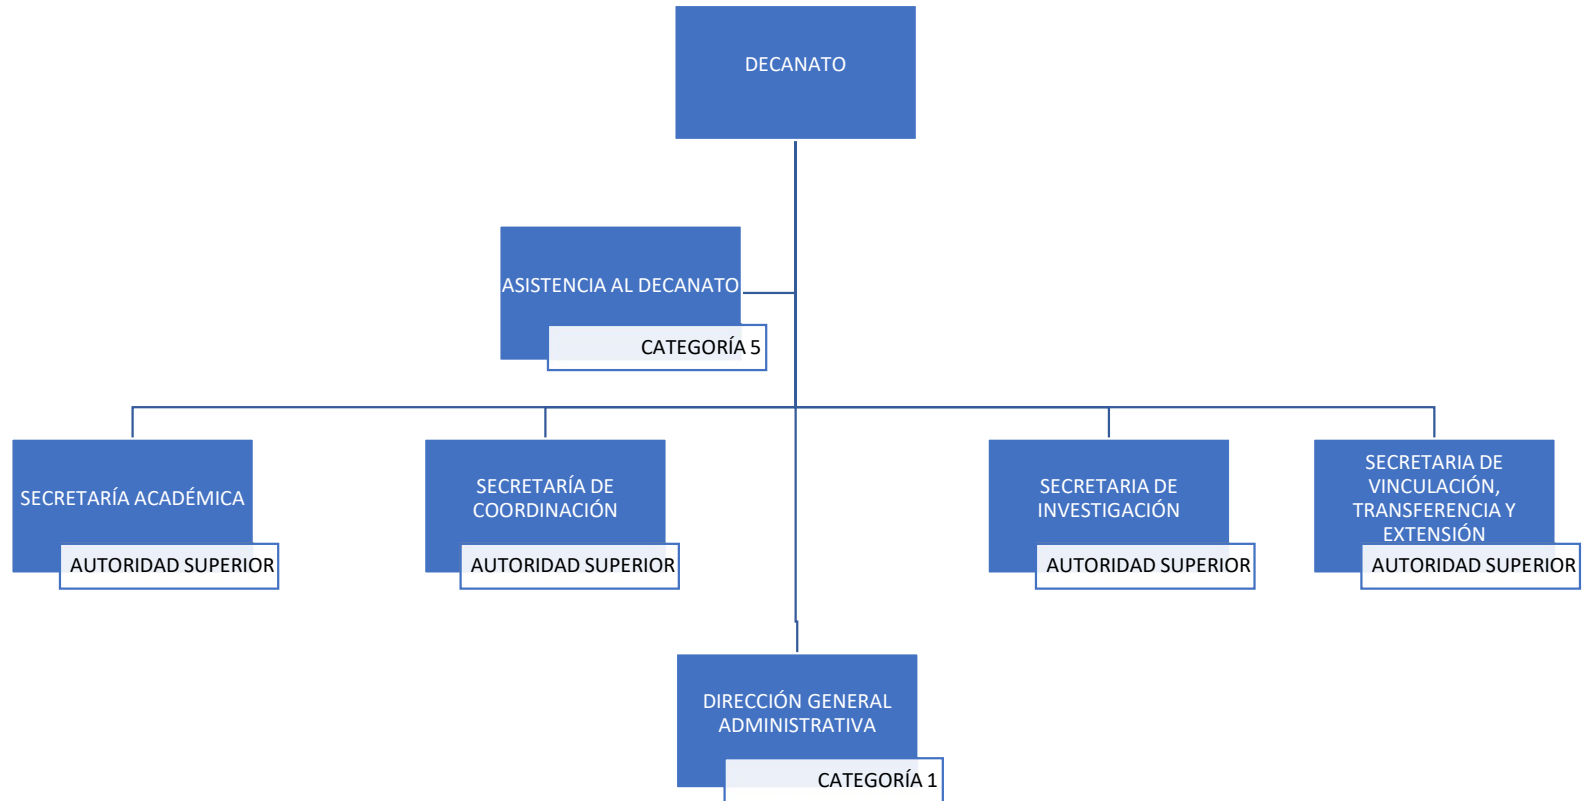 DECANATO
ASISTENCIA AL DECANATO
CATEGORÍA 5
SECRETARÍA ACADÉMICA
AUTORIDAD SUPERIOR
SECRETARÍA DE
COORDINACIÓN
AUTORIDAD SUPERIOR
SECRETARIA DE
INVESTIGACIÓN
AUTORIDAD SUPERIOR
SECRETARIA DE
VINCULACIÓN,
TRANSFERENCIA Y
EXTENSIÓN
AUTORIDAD SUPERIOR
DIRECCIÓN GENERAL
ADMINISTRATIVA
CATEGORÍA 1